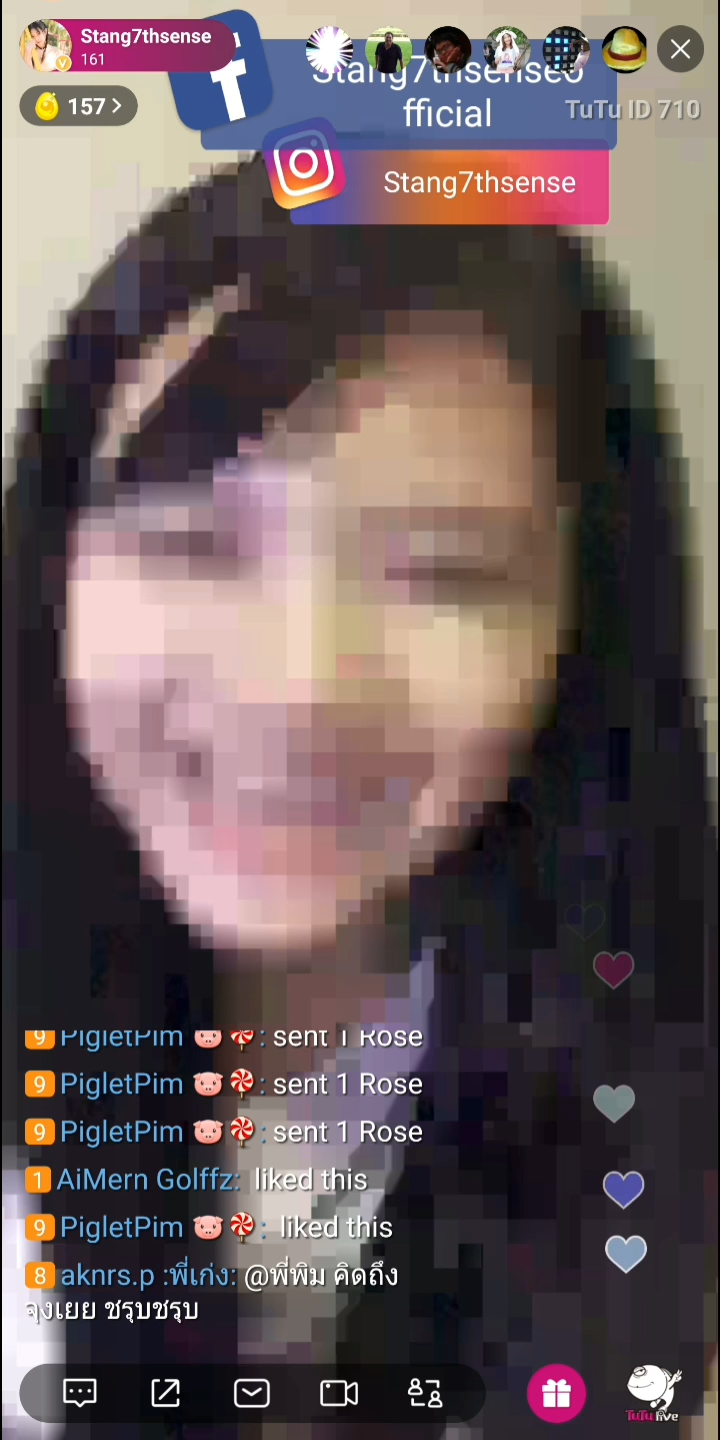 Stang7thsense
161
157
Stang7thsenseo
fficial
TuTu ID 710
Stang7thsense
9 PigletPim 🐷🍭: sent 1 Rose
9 PigletPim 🐷🍭: sent 1 Rose
9 PigletPim 🐷🍭: sent 1 Rose
1 AiMern Golffz: liked this
9 PigletPim 🐷🍭: liked this
8 aknrs.p :พี่เก่ง: @พี่พิม คิดถึง
จุงเยย ชรุบชรุบ
TuTu live